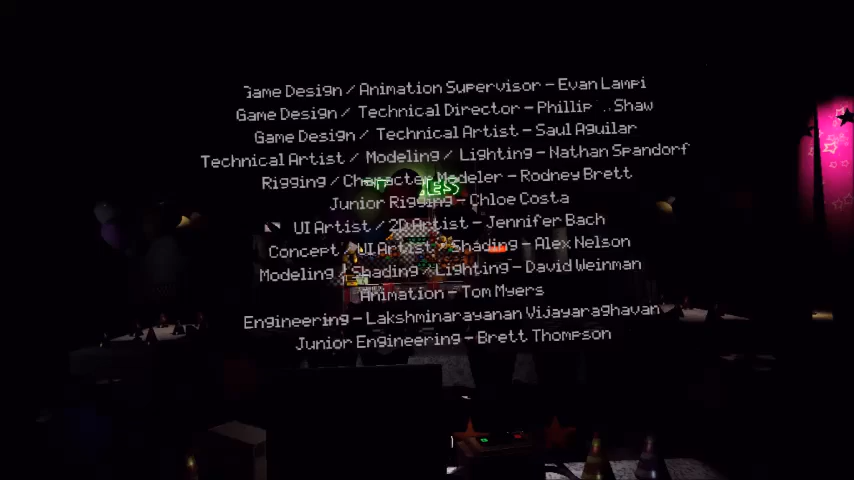 Game Design / Animation Supervisor - Evan Lampi
Game Design / Technical Director - Phillip Shaw
Game Design / Technical Artist - Saul Aguilar
Technical Artist / Modeling / Lighting - Nathan Spandorf
Rigging / Character Modeler - Rodney Brett
Junior Rigging - Chloe Costa
UI Artist / 2D Artist - Jennifer Bach
Concept / UI Artist / Shading - Alex Nelson
Modeling / Shading / Lighting - David Weinman
Animation - Tom Myers
Engineering - Lakshminarayanan Vijayaraghavan
Junior Engineering - Brett Thompson